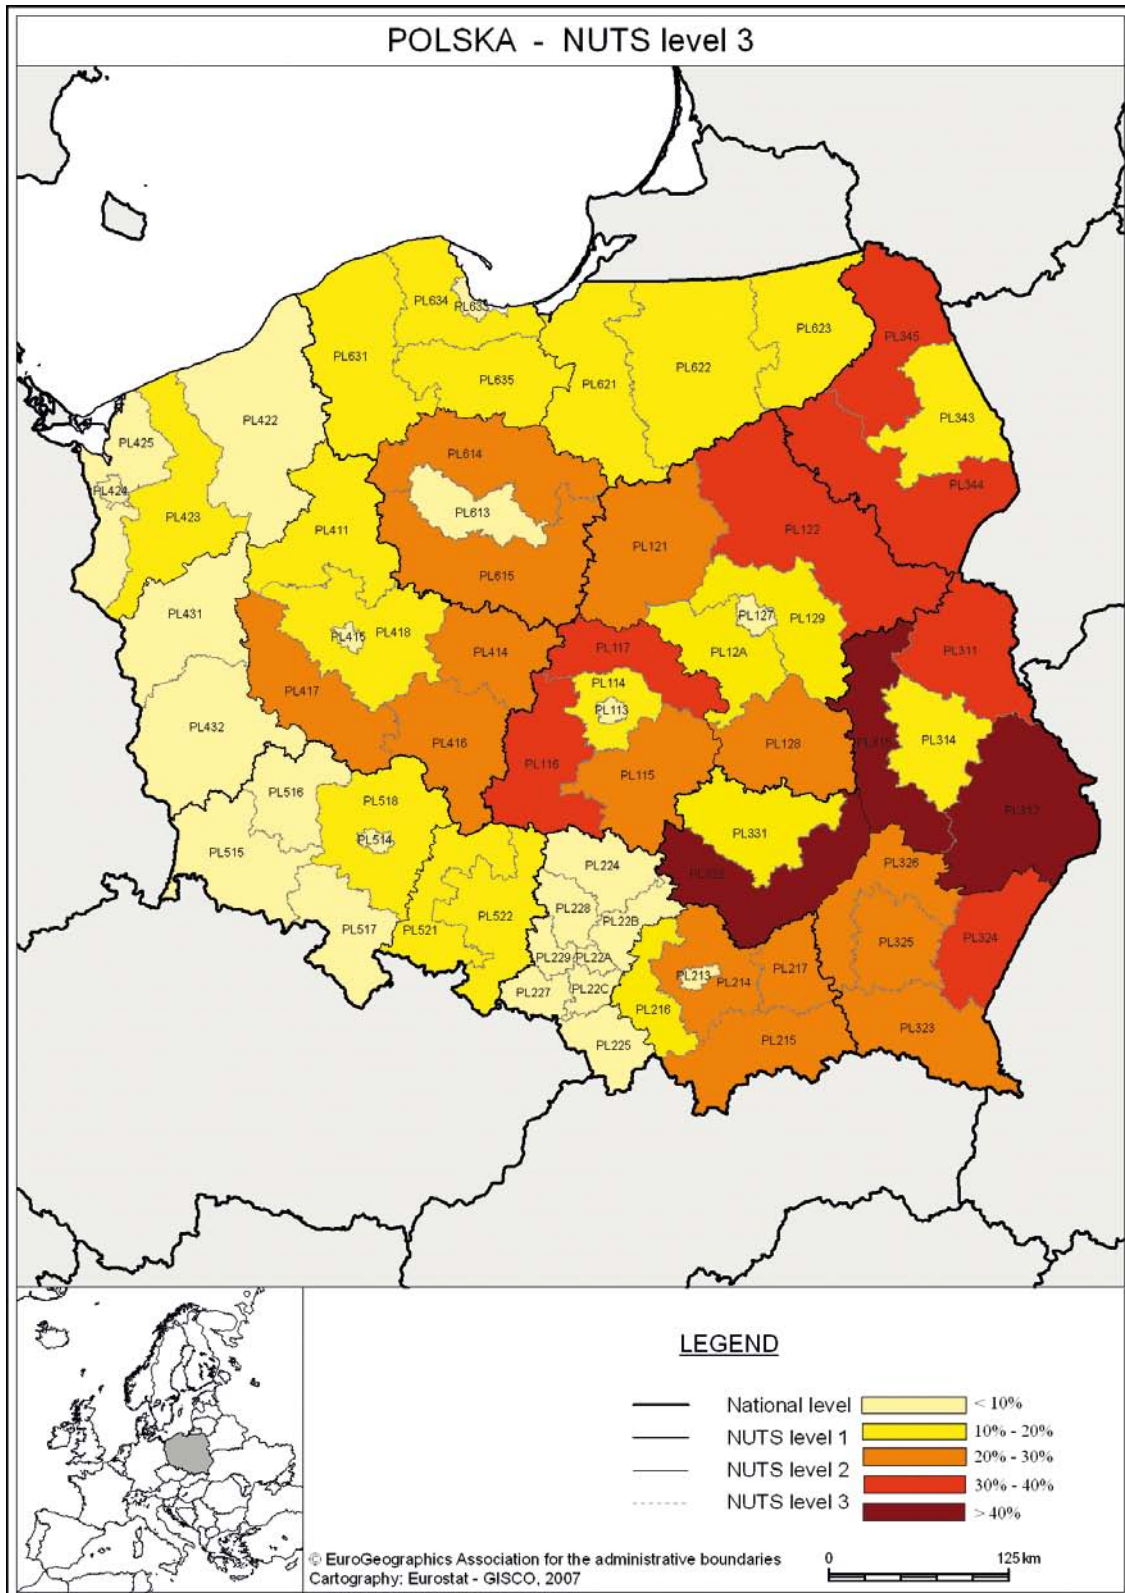 POLSKA - NUTS level 3
PL634
PL633
PL623
PL345
PL631
PL635
PL621
PL622
PL343
PL422
PL425
PL614
PL424
PL344
PL423
PL613
PL411
PL122
PL121
PL615
PL431
PL127
PL129
PL415
PL418
PL414
PL117
PL12A
PL311
PL114
PL417
PL113
PL432
PL416
PL128
PL314
PL116
PL115
PL516
PL518
PL312
PL331
PL514
PL515
PL224
PL326
PL228
PL522
PL22B
PL517
PL521
PL324
PL325
PL229
PL22A
PL217
PL213
PL214
PL227
PL22C
PL216
PL323
PL215
PL225
LEGEND
National level < 10%
NUTS level 1 10% - 20%
NUTS level 2 20% - 30%
NUTS level 3 30% - 40%
> 40%
© EuroGeographics Association for the administrative boundaries
Cartography: Eurostat - GISCO, 2007
0 125 km